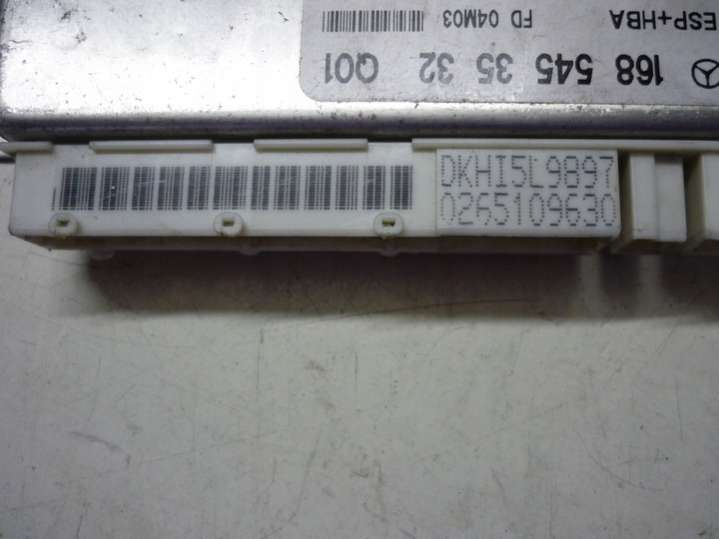 168 545 35 32 Q01
ESP+HBA FD 04M03
DKHI5L9897
0265109630